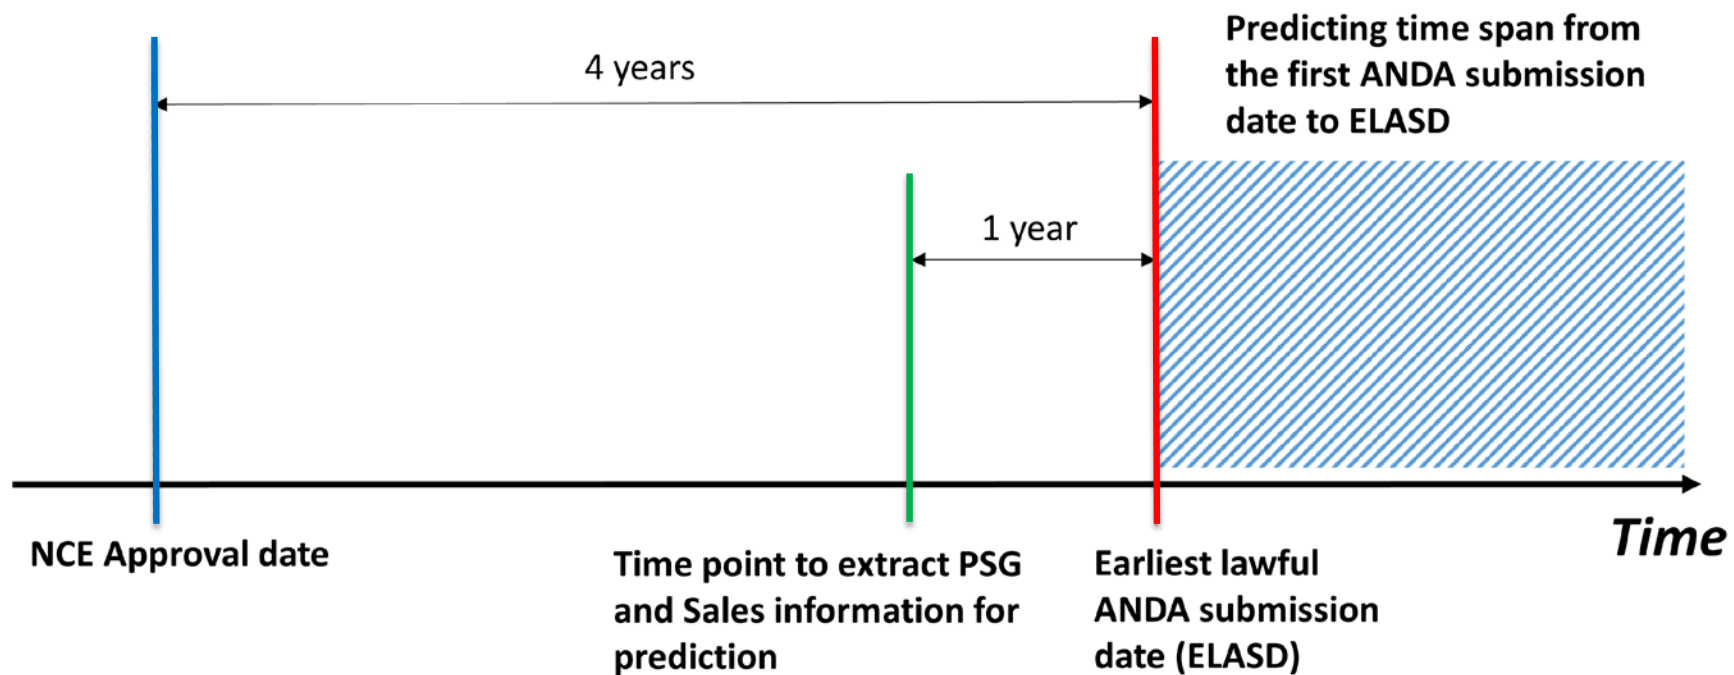 Predicting time span from
the first ANDA submission
date to ELASD
4 years
1 year
Time
NCE Approval date
Time point to extract PSG
and Sales information for
prediction
Earliest lawful
ANDA submission
date (ELASD)